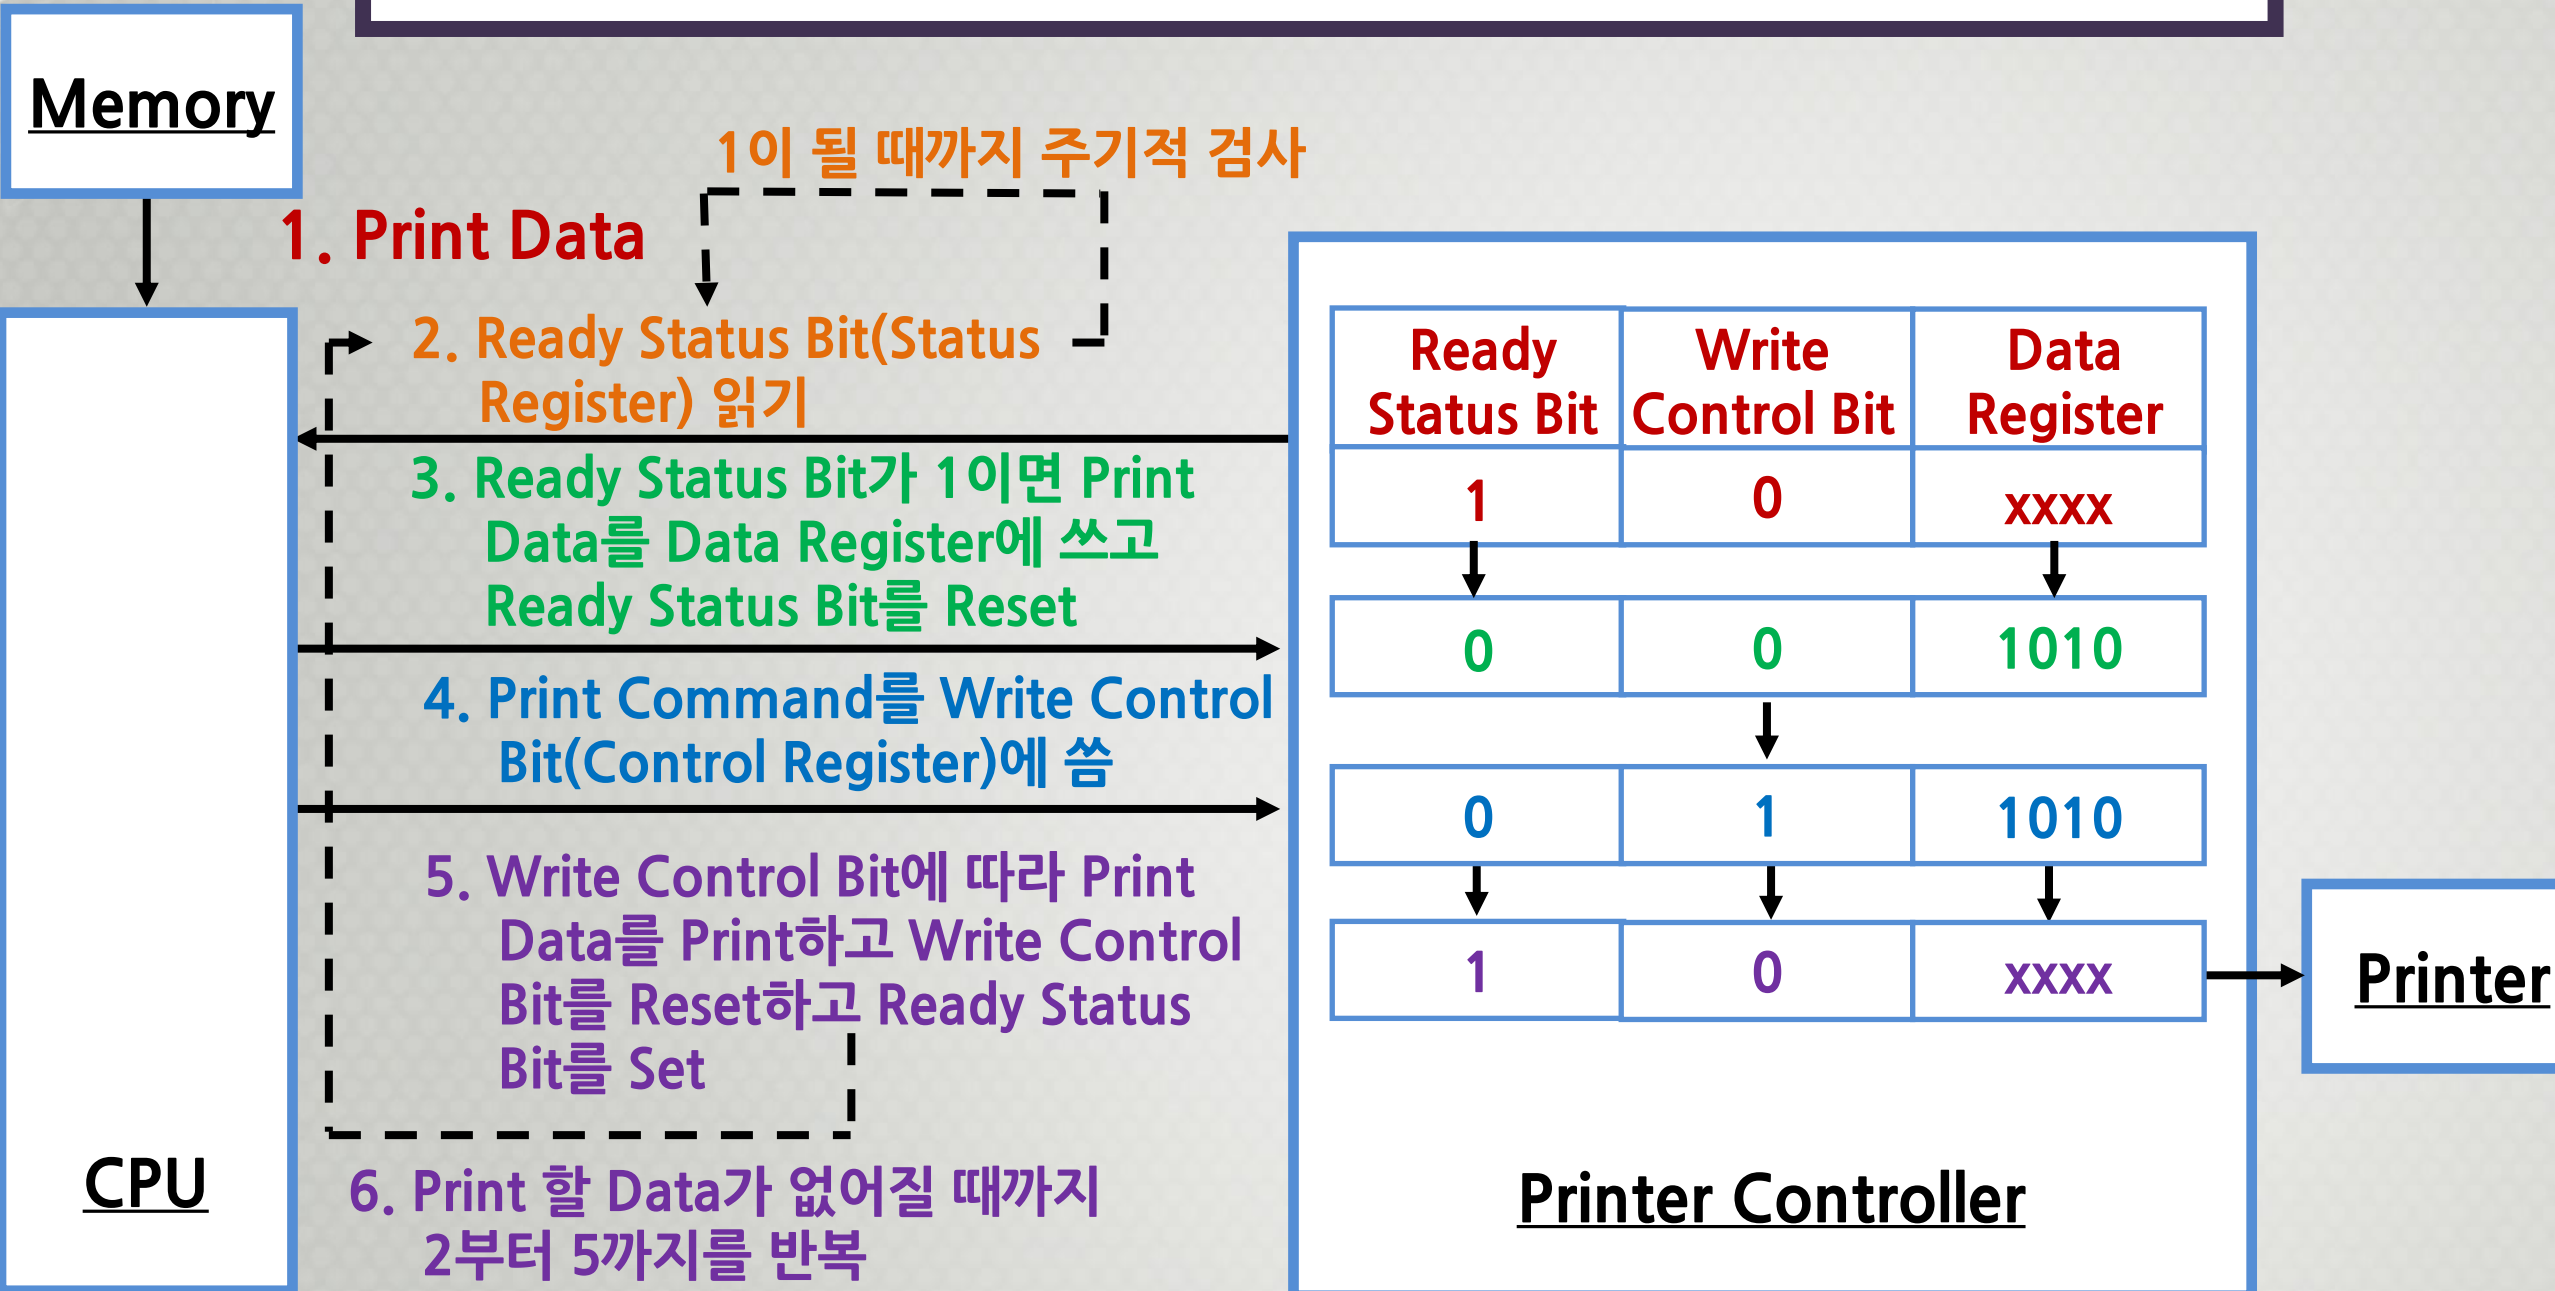 Memory
1이 될 때까지 주기적 검사
1. Print Data
2. Ready Status Bit(Status
Register) 읽기
3. Ready Status Bit가 1이면 Print
Data를 Data Register에 쓰고
Ready Status Bit를 Reset
4. Print Command를 Write Control
Bit(Control Register)에 씀
5. Write Control Bit에 따라 Print
Data를 Print하고 Write Control
Bit를 Reset하고 Ready Status
Bit를 Set
6. Print 할 Data가 없어질 때까지
2부터 5까지를 반복
CPU
Ready Write Data
Status Bit Control Bit Register
1 0 xxxx
0 0 1010
0 1 1010
1 0 xxxx
Printer Controller
Printer